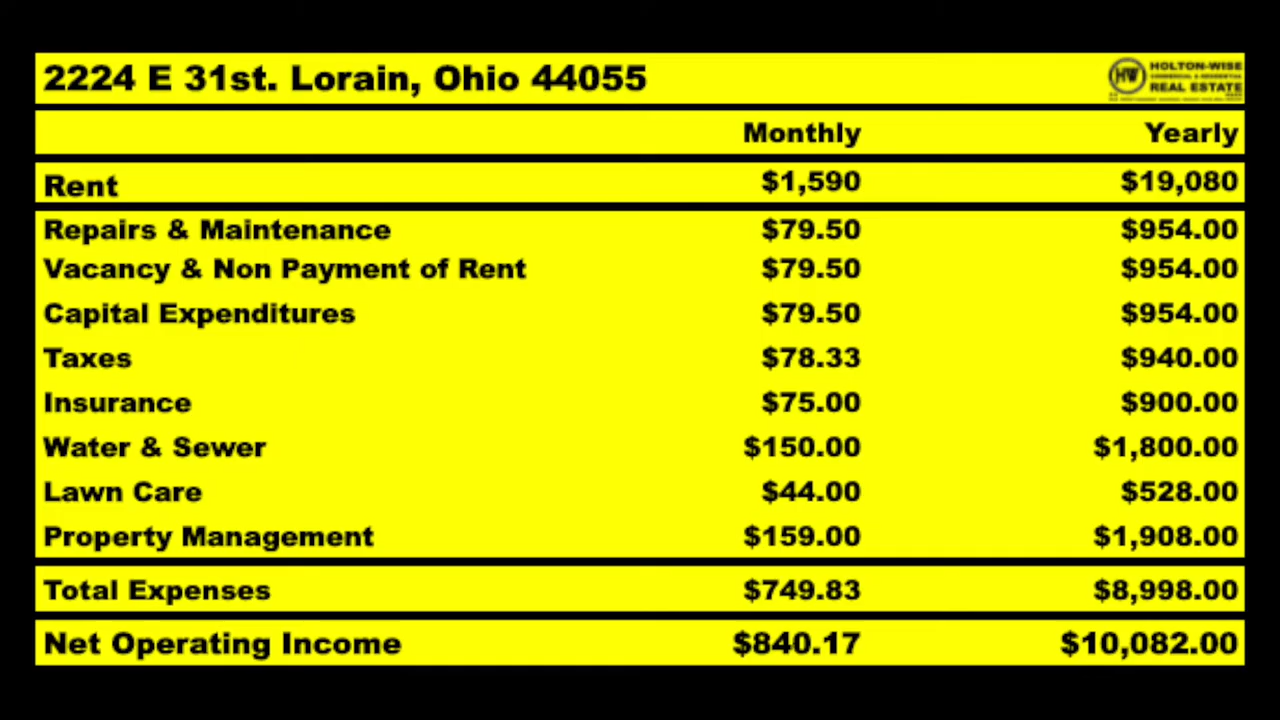 2224 E 31st. Lorain, Ohio 44055
HOLTON-WISE
COMMERCIAL & RESIDENTIAL
REAL ESTATE
HW
Monthly Yearly
Rent $1,590 $19,080
Repairs & Maintenance $79.50 $954.00
Vacancy & Non Payment of Rent $79.50 $954.00
Capital Expenditures $79.50 $954.00
Taxes $78.33 $940.00
Insurance $75.00 $900.00
Water & Sewer $150.00 $1,800.00
Lawn Care $44.00 $528.00
Property Management $159.00 $1,908.00
Total Expenses $749.83 $8,998.00
Net Operating Income $840.17 $10,082.00